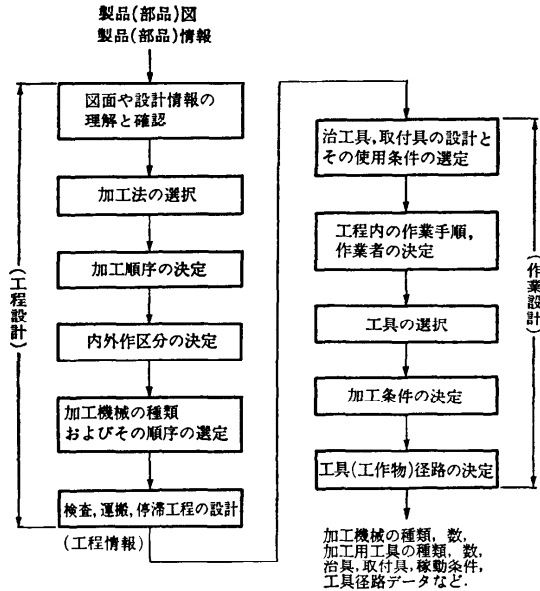 製品(部品)図
製品(部品)情報
図面や設計情報の
理解と確認
加工法の選択
加工順序の決定
内外作区分の決定
加工機械の種類
およびその順序の選定
検査,運搬,停滞工程の設計
(工程情報)
(工程設計)
治工具,取付具の設計と
その使用条件の選定
工程内の作業手順,
作業者の決定
工具の選択
加工条件の決定
工具(工作物)径路の決定
(作業設計)
加工機械の種類, 数,
加工用工具の種類, 数,
治具,取付具,稼動条件,
工具径路データなど.